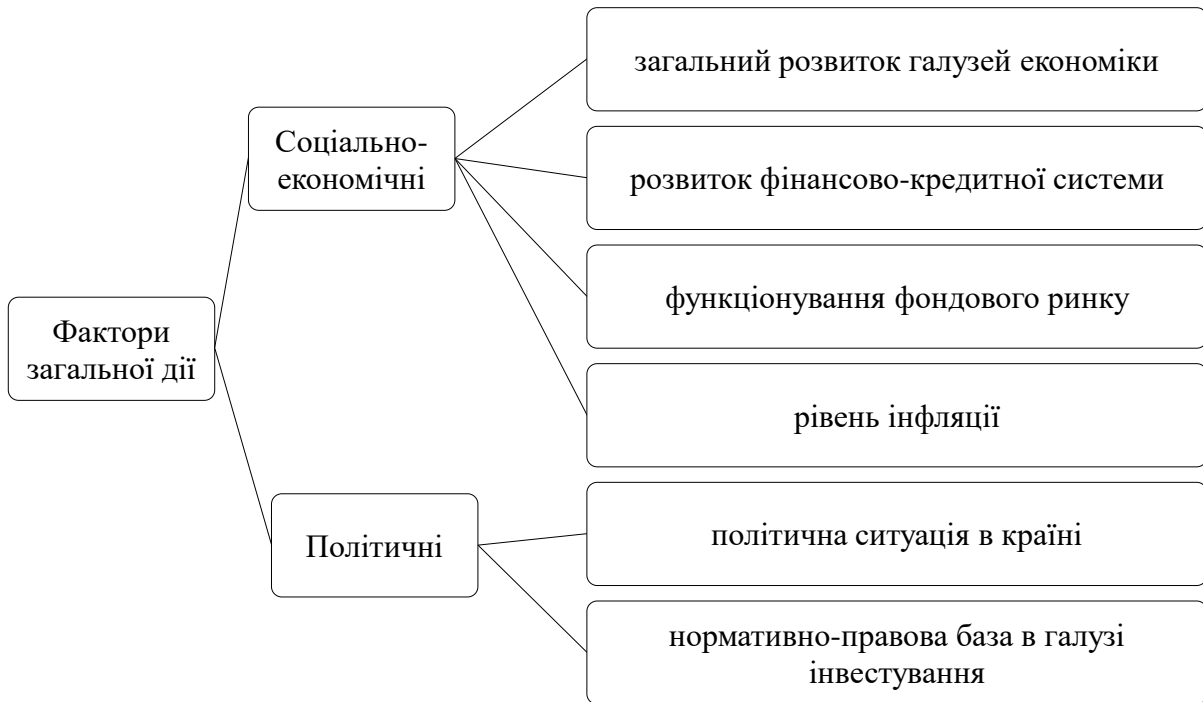 Фактори
загальної дії
Соціально-
економічні
загальний розвиток галузей економіки
розвиток фінансово-кредитної системи
функціонування фондового ринку
рівень інфляції
Політичні
політична ситуація в країні
нормативно-правова база в галузі
інвестування